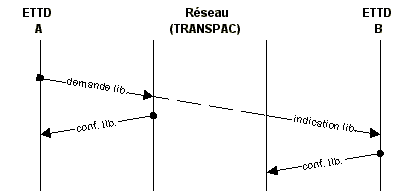 ETTD Réseau ETTD
A (TRANSPAC) B
demande lib.
indication lib.
conf. lib.
conf. lib.